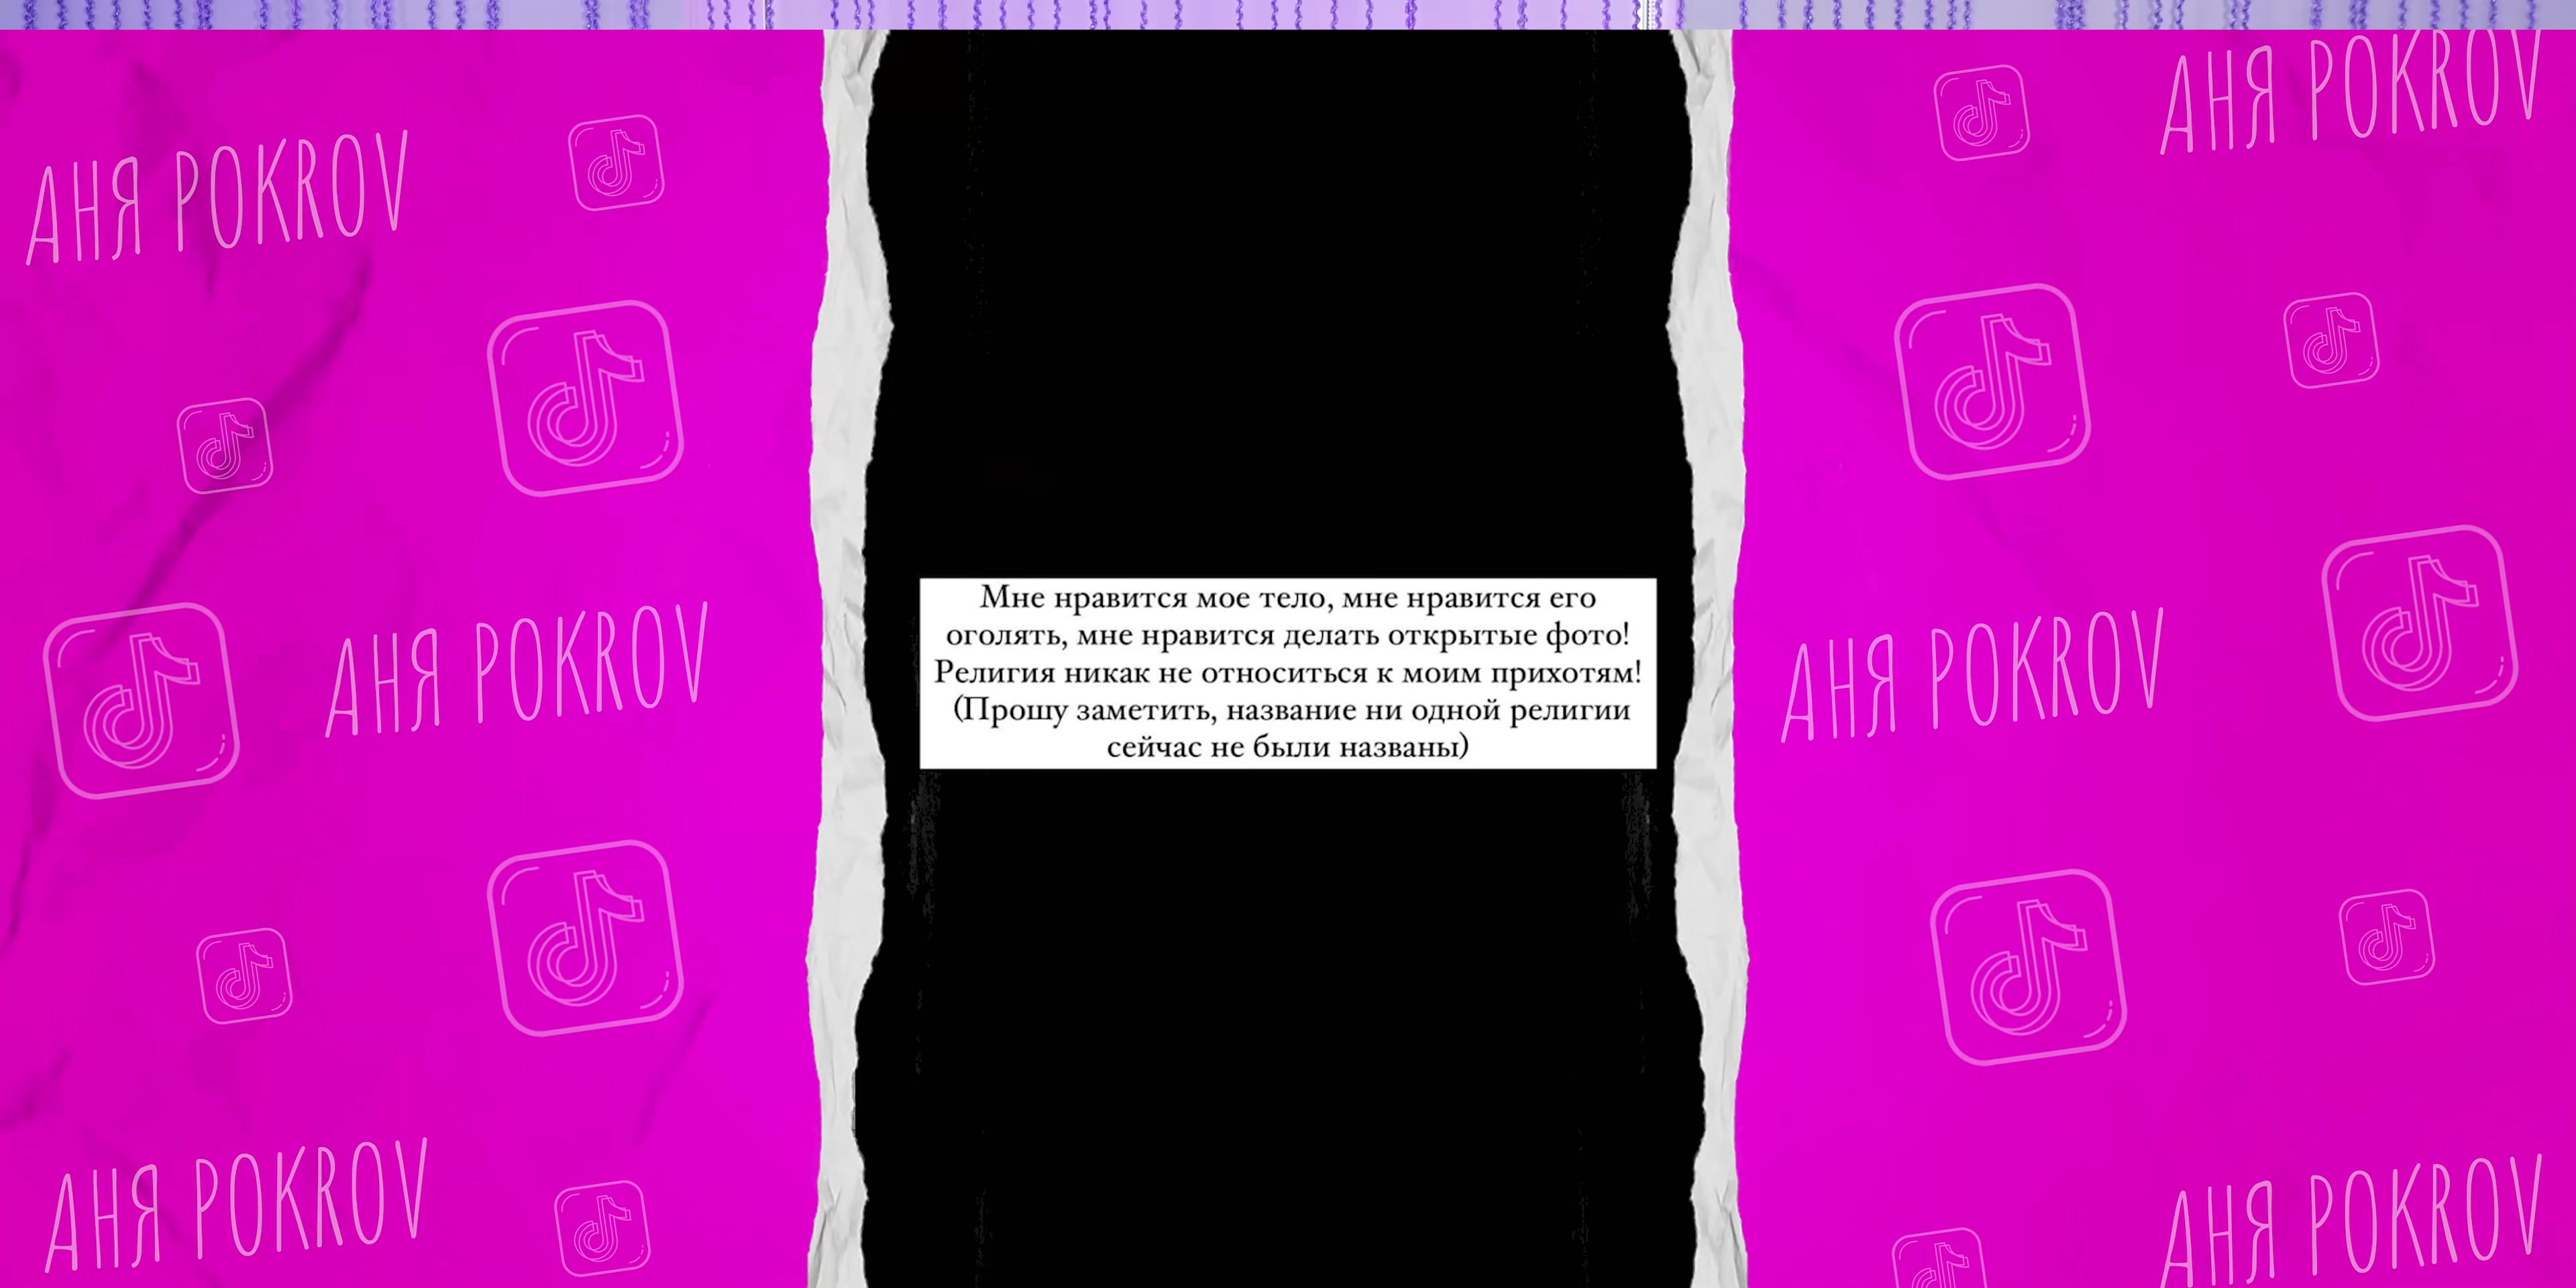 АНЯ POKROV
АНЯ POKROV
Мне нравится мое тело, мне нравится его
оголять, мне нравится делать открытые фото!
Религия никак не относиться к моим прихотям!
(Прошу заметить, название ни одной религии
сейчас не были названы)
АНЯ POKROV
АНЯ POKROV
АНЯ POKROV
АНЯ POKROV